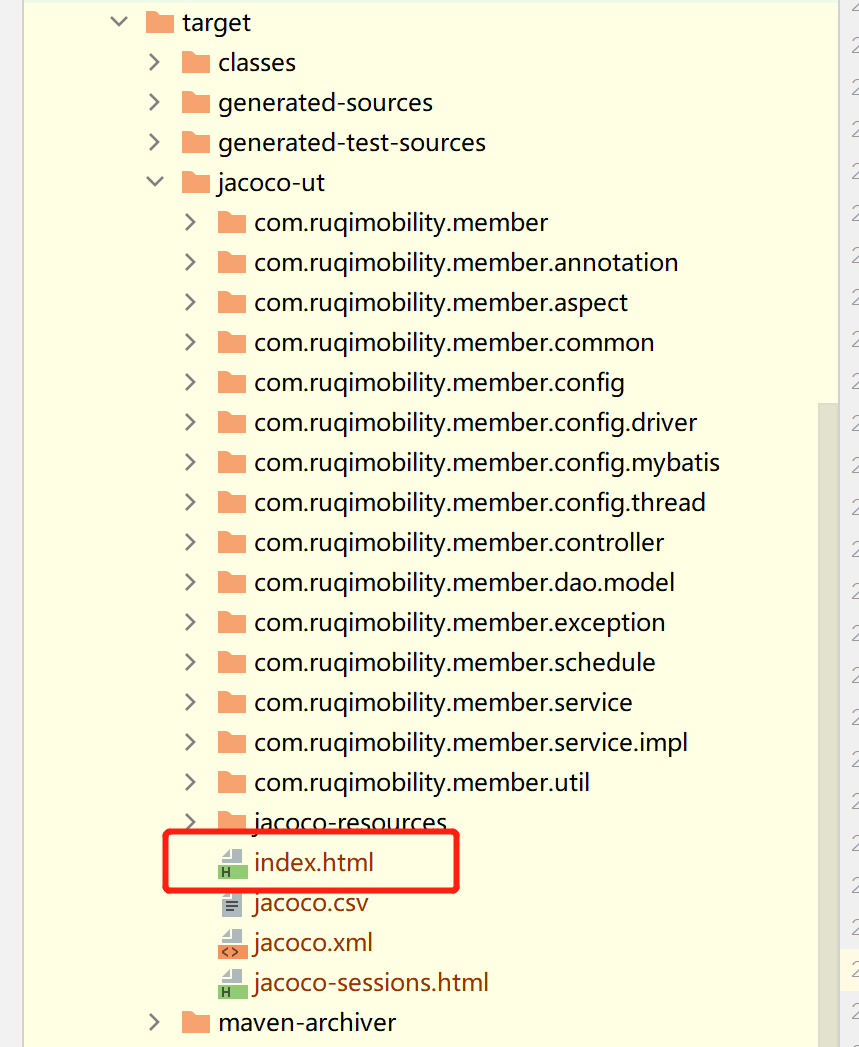 target
classes
generated-sources
generated-test-sources
jacoco-ut
com.ruqimobility.member
com.ruqimobility.member.annotation
com.ruqimobility.member.aspect
com.ruqimobility.member.common
com.ruqimobility.member.config
com.ruqimobility.member.config.driver
com.ruqimobility.member.config.mybatis
com.ruqimobility.member.config.thread
com.ruqimobility.member.controller
com.ruqimobility.member.dao.model
com.ruqimobility.member.exception
com.ruqimobility.member.schedule
com.ruqimobility.member.service
com.ruqimobility.member.service.impl
com.ruqimobility.member.util
jacoco-resources
index.html
jacoco.csv
jacoco.xml
jacoco-sessions.html
maven-archiver